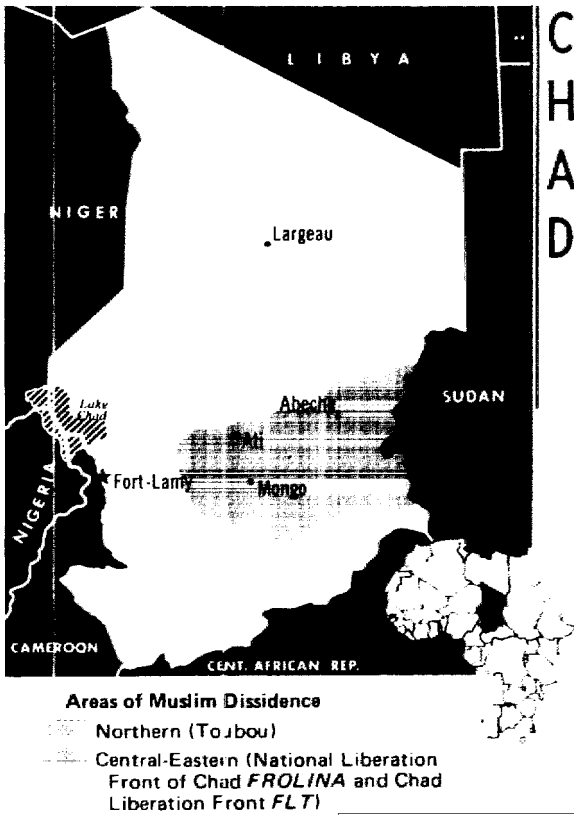 CHAD
LIBYA
NIGER
Largeau
Lake
Chad
Abeche
SUDAN
Ati
Fort-Lamy
Mongo
NIGERIA
CAMEROON
CENT. AFRICAN REP.
Areas of Muslim Dissidence
Northern (Toubou)
Central-Eastern (National Liberation
Front of Chad FROLINA and Chad
Liberation Front FLT)